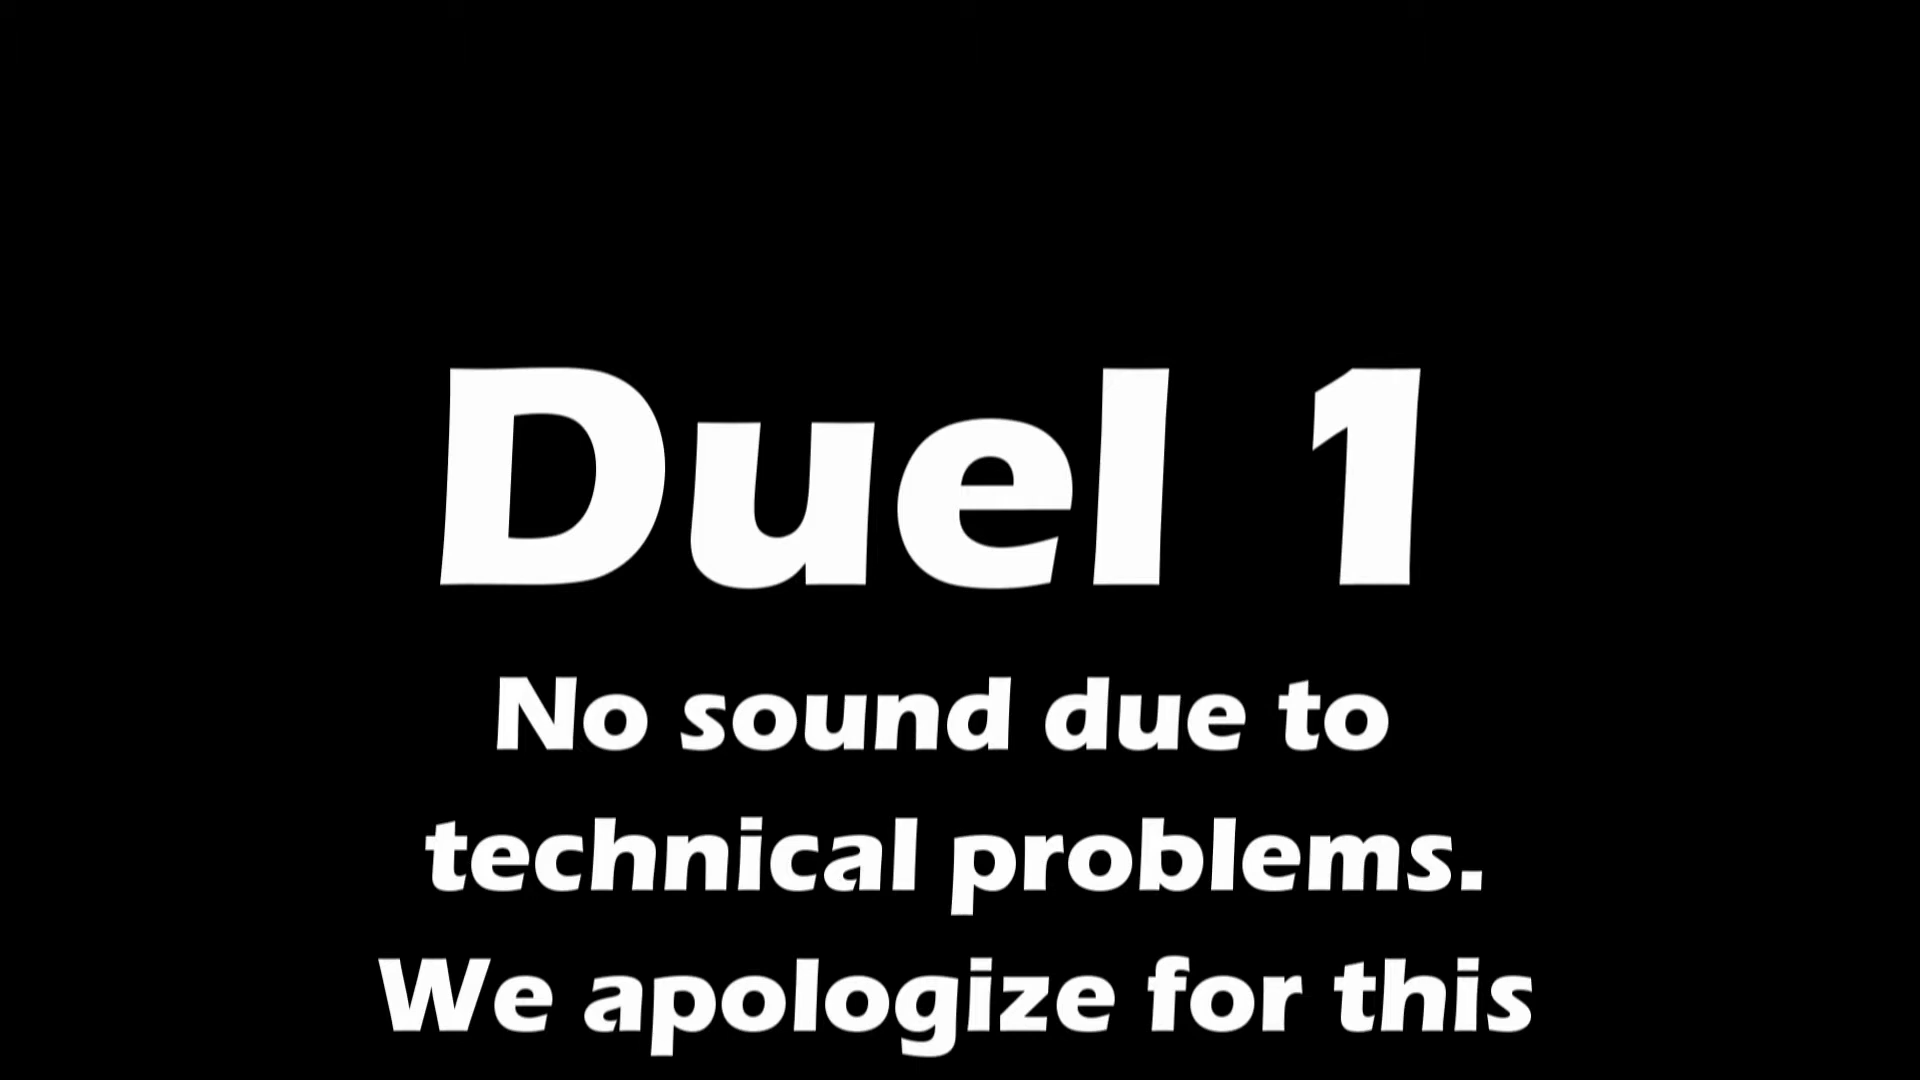 Duel 1
No sound due to
technical problems.
We apologize for this